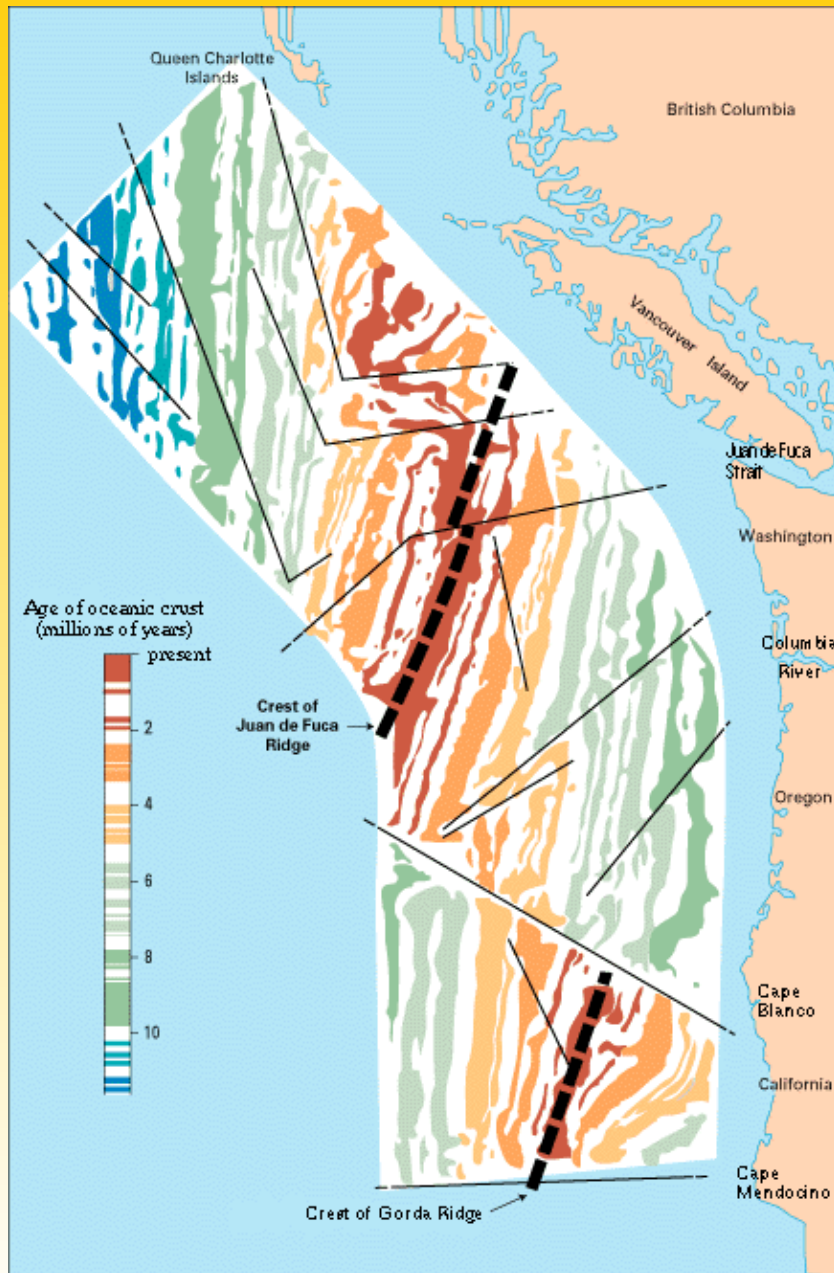 Queen Charlotte
Islands
British Columbia
Vancouver Island
Juan de Fuca
Strait
Washington
Age of oceanic crust
(millions of years)
present
2
4
6
8
10
Columbia
River
Crest of
Juan de Fuca
Ridge
Oregon
Cape
Blanco
California
Cape
Mendocino
Crest of Gorda Ridge